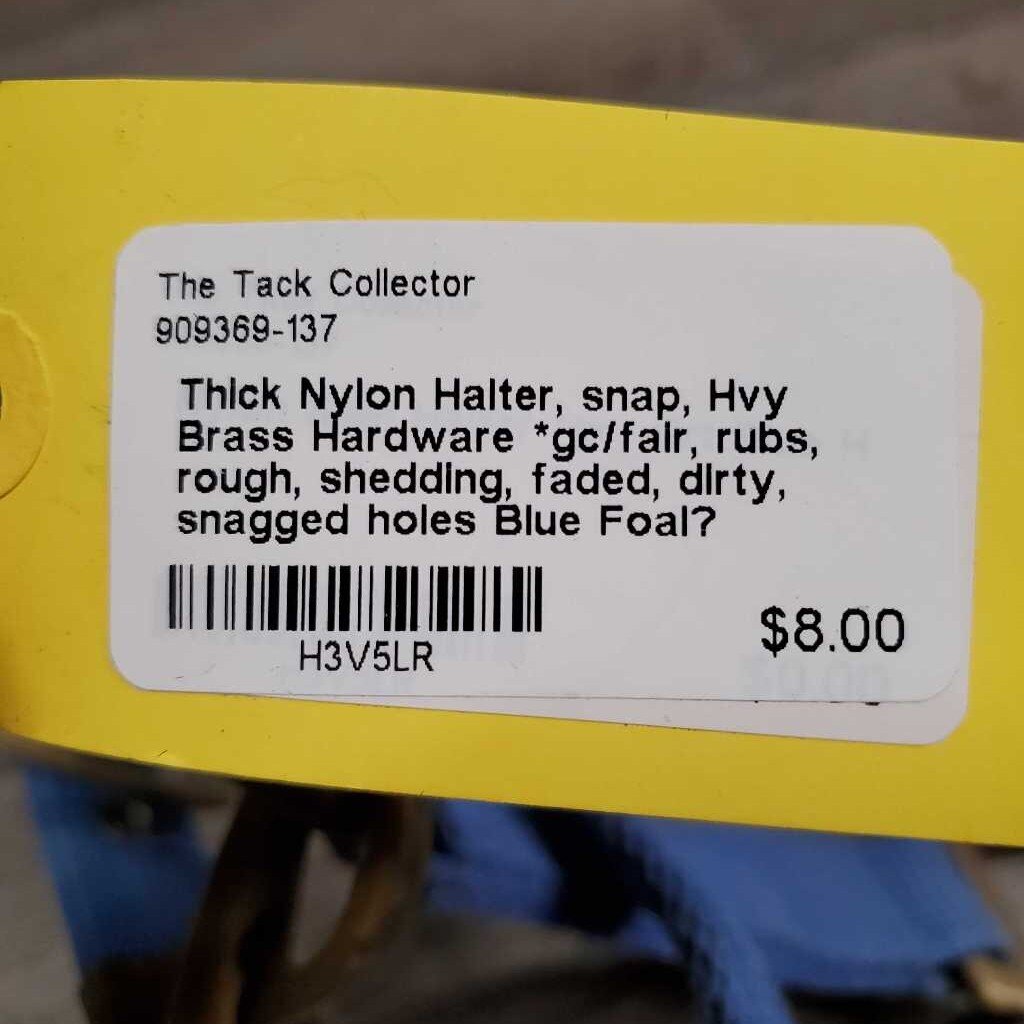 The Tack Collector
909369-137
Thick Nylon Halter, snap, Hvy
Brass Hardware *gc/fair, rubs,
rough, shedding, faded, dirty,
snagged holes Blue Foal?
H3V5LR
$8.00